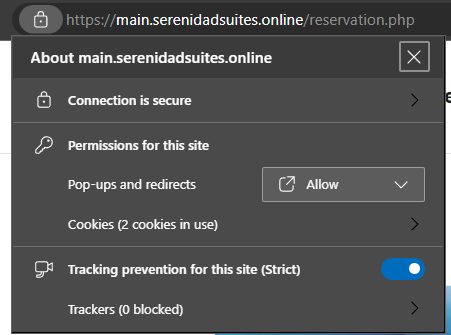 https://main.serenidadsuites.online/reservation.php
About main.serenidadsuites.online
Connection is secure
Permissions for this site
Pop-ups and redirects
Allow
Cookies (2 cookies in use)
Tracking prevention for this site (Strict)
Trackers (0 blocked)